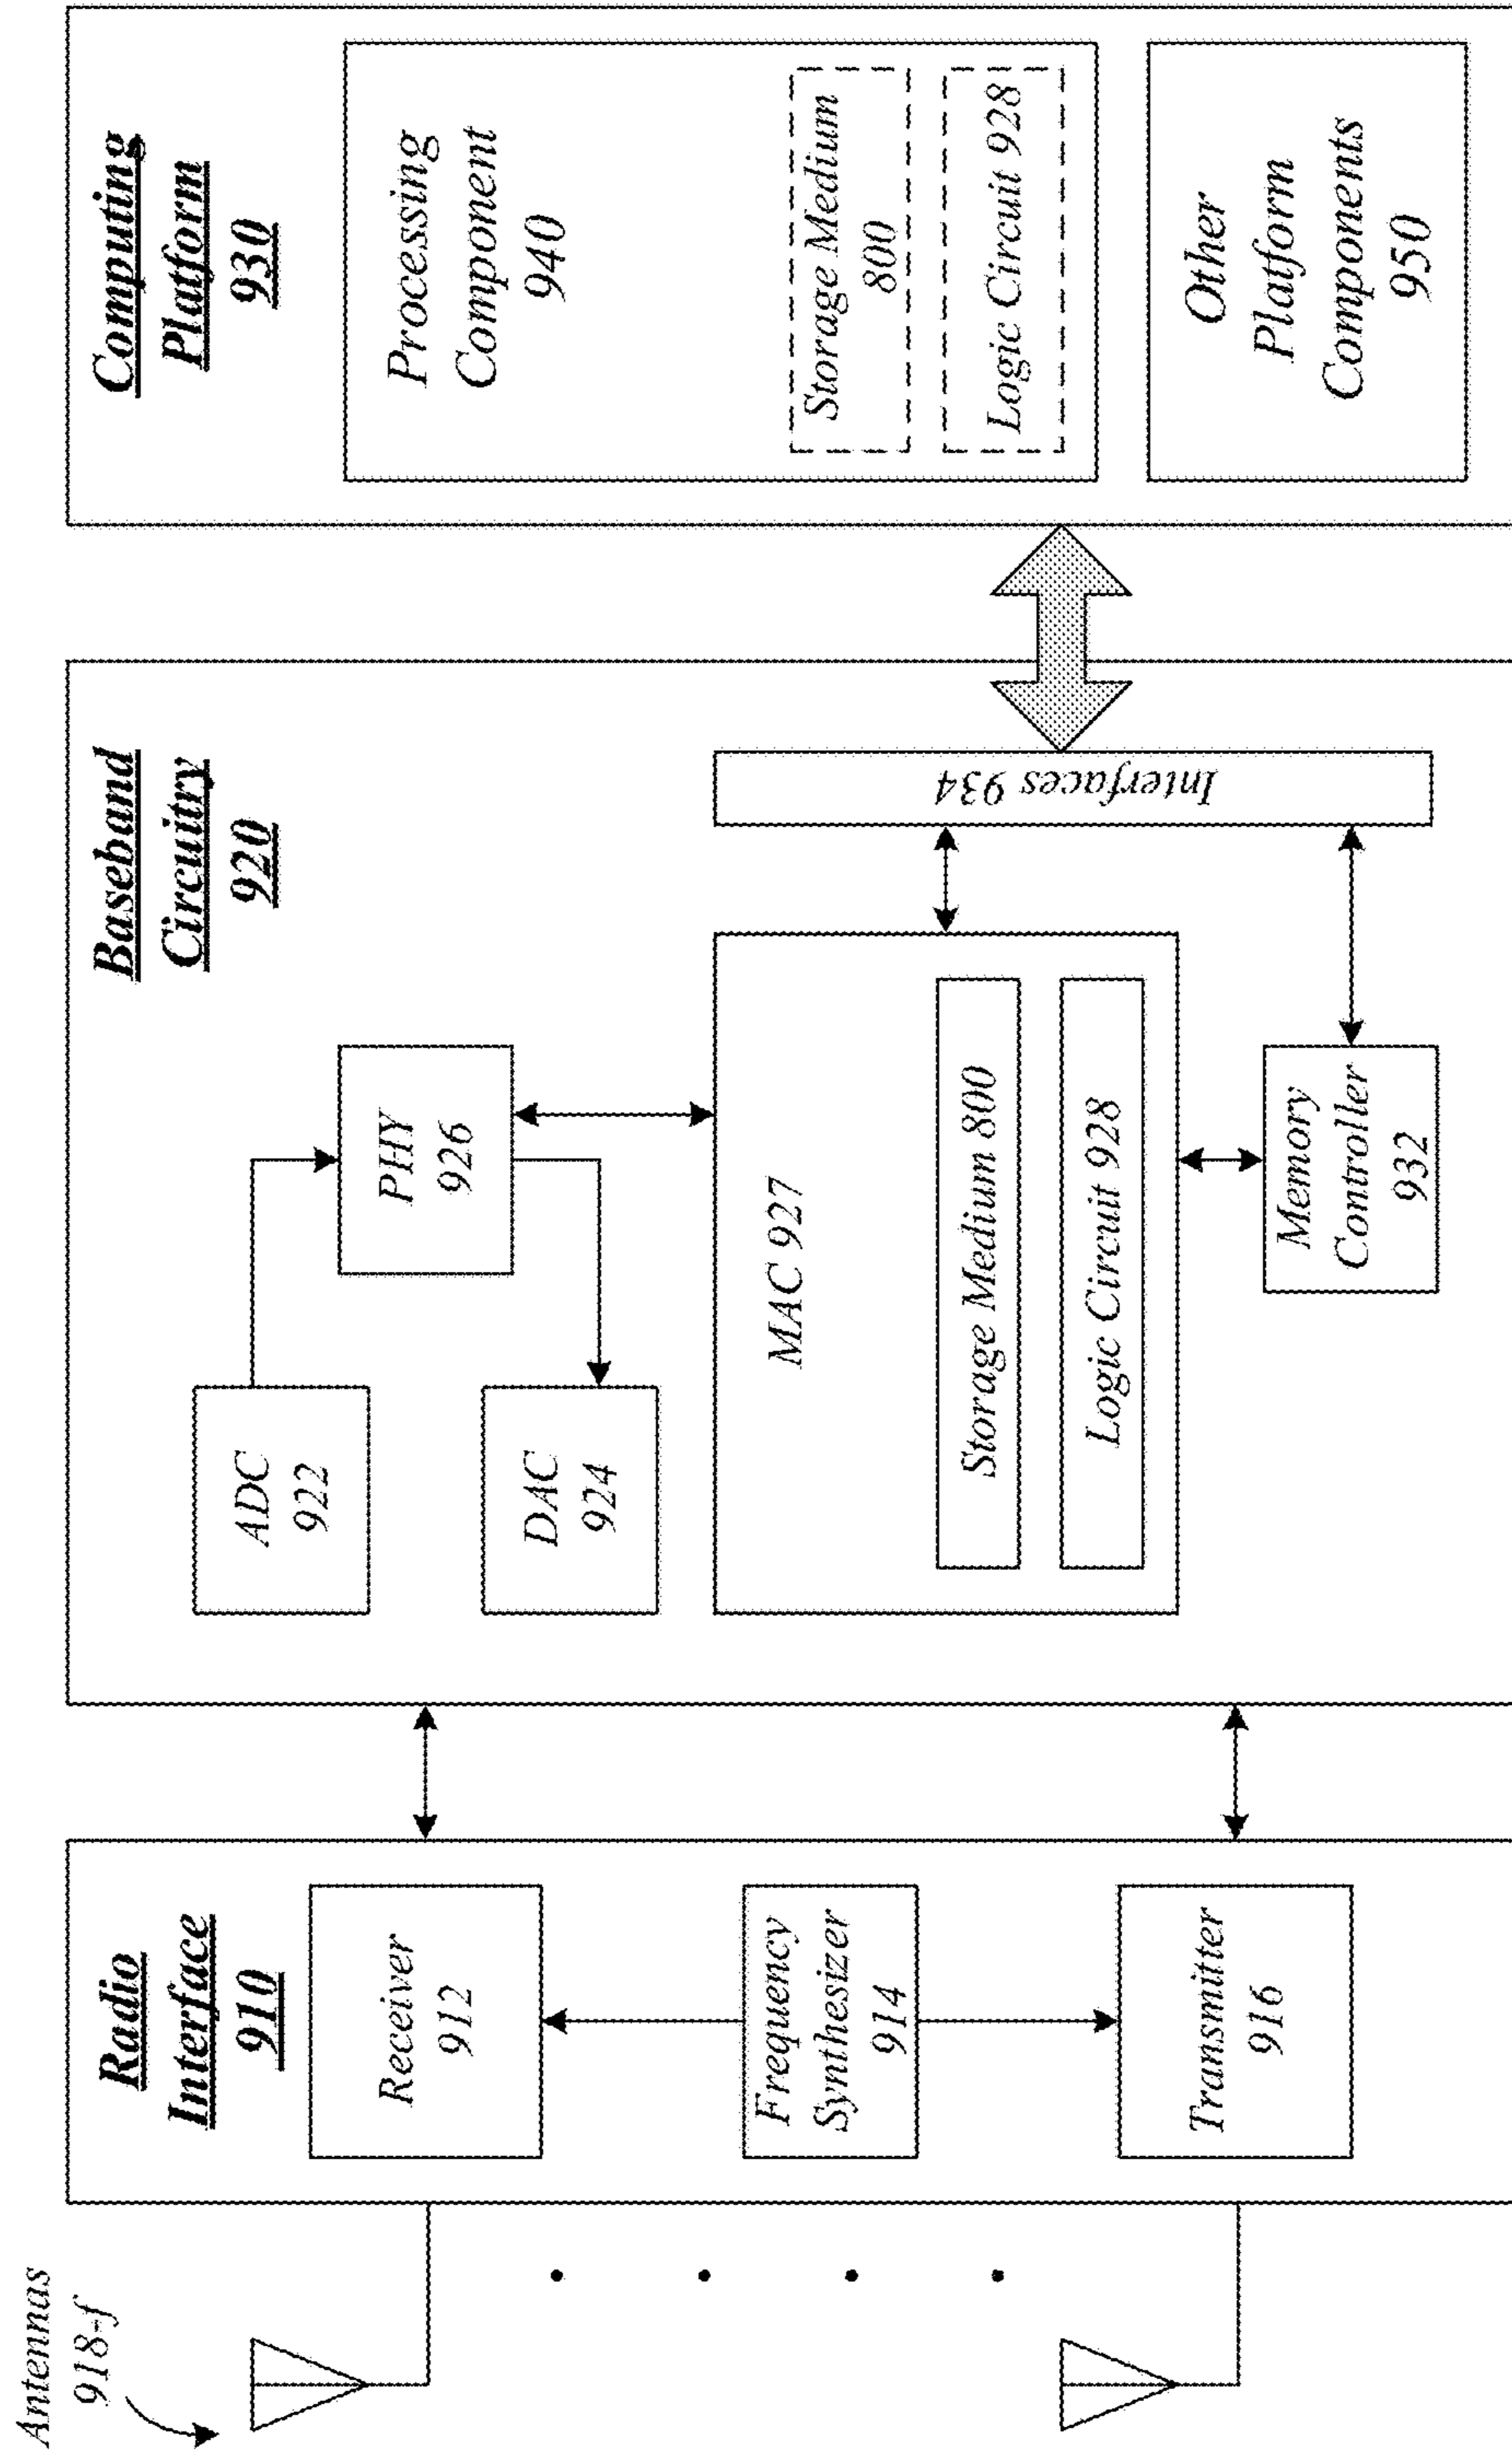 Antennas
918-f
Radio
Interface
910
Receiver
912
Frequency
Synthesizer
914
Transmitter
916
Baseband
Circuitry
920
ADC
922
PHY
926
DAC
924
MAC 927
Storage Medium 800
Logic Circuit 928
Memory
Controller
932
Interfaces 934
Computing
Platform
930
Processing
Component
940
Storage Medium
800
Logic Circuit 928
Other
Platform
Components
950